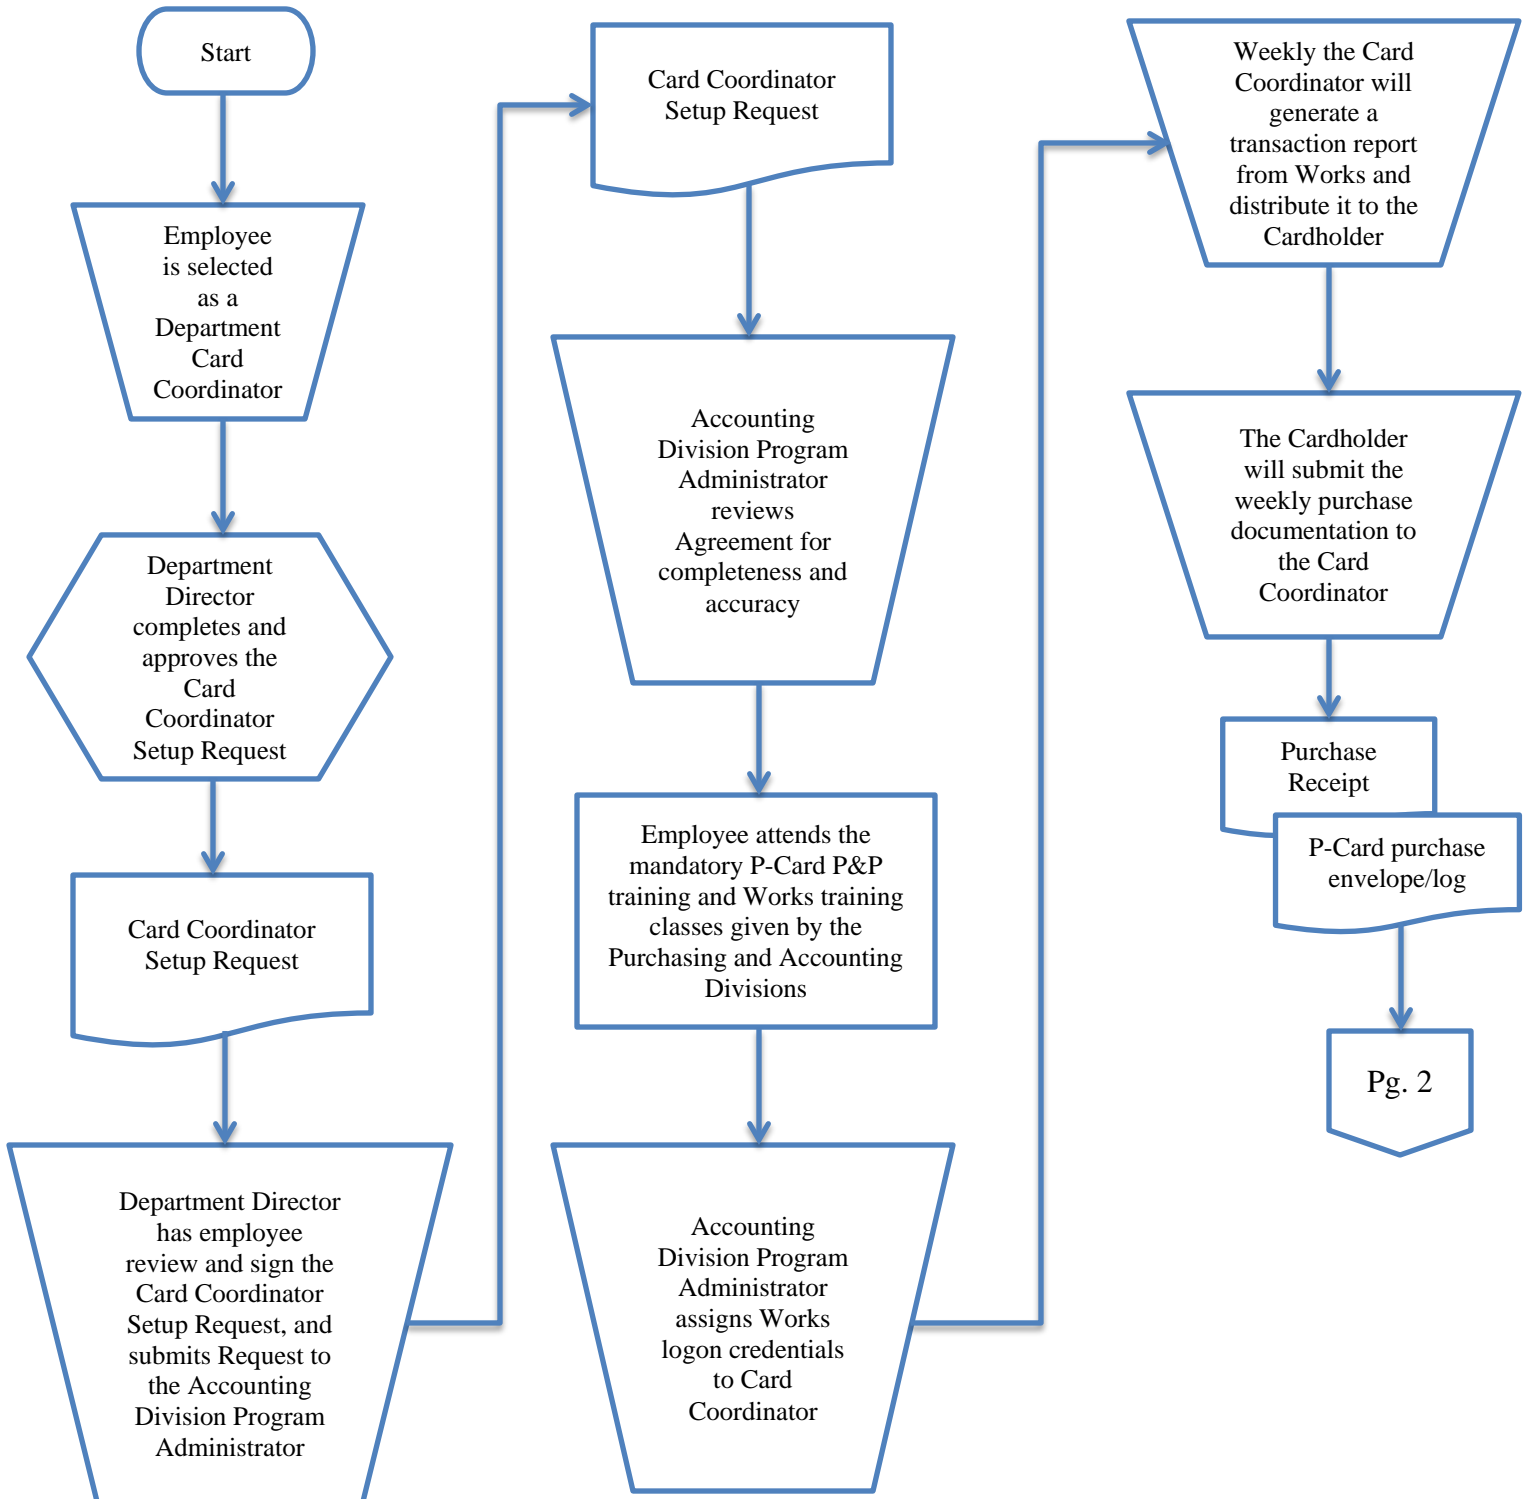 Start
Employee
is selected
as a
Department
Card
Coordinator
Department
Director
completes and
approves the
Card
Coordinator
Setup Request
Card Coordinator
Setup Request
Department Director
has employee
review and sign the
Card Coordinator
Setup Request, and
submits Request to
the Accounting
Division Program
Administrator
Card Coordinator
Setup Request
Accounting
Division Program
Administrator
reviews
Agreement for
completeness and
accuracy
Employee attends the
mandatory P-Card P&P
training and Works training
classes given by the
Purchasing and Accounting
Divisions
Accounting
Division Program
Administrator
assigns Works
logon credentials
to Card
Coordinator
Weekly the Card
Coordinator will
generate a
transaction report
from Works and
distribute it to the
Cardholder
The Cardholder
will submit the
weekly purchase
documentation to
the Card
Coordinator
Purchase
Receipt
P-Card purchase
envelope/log
Pg. 2